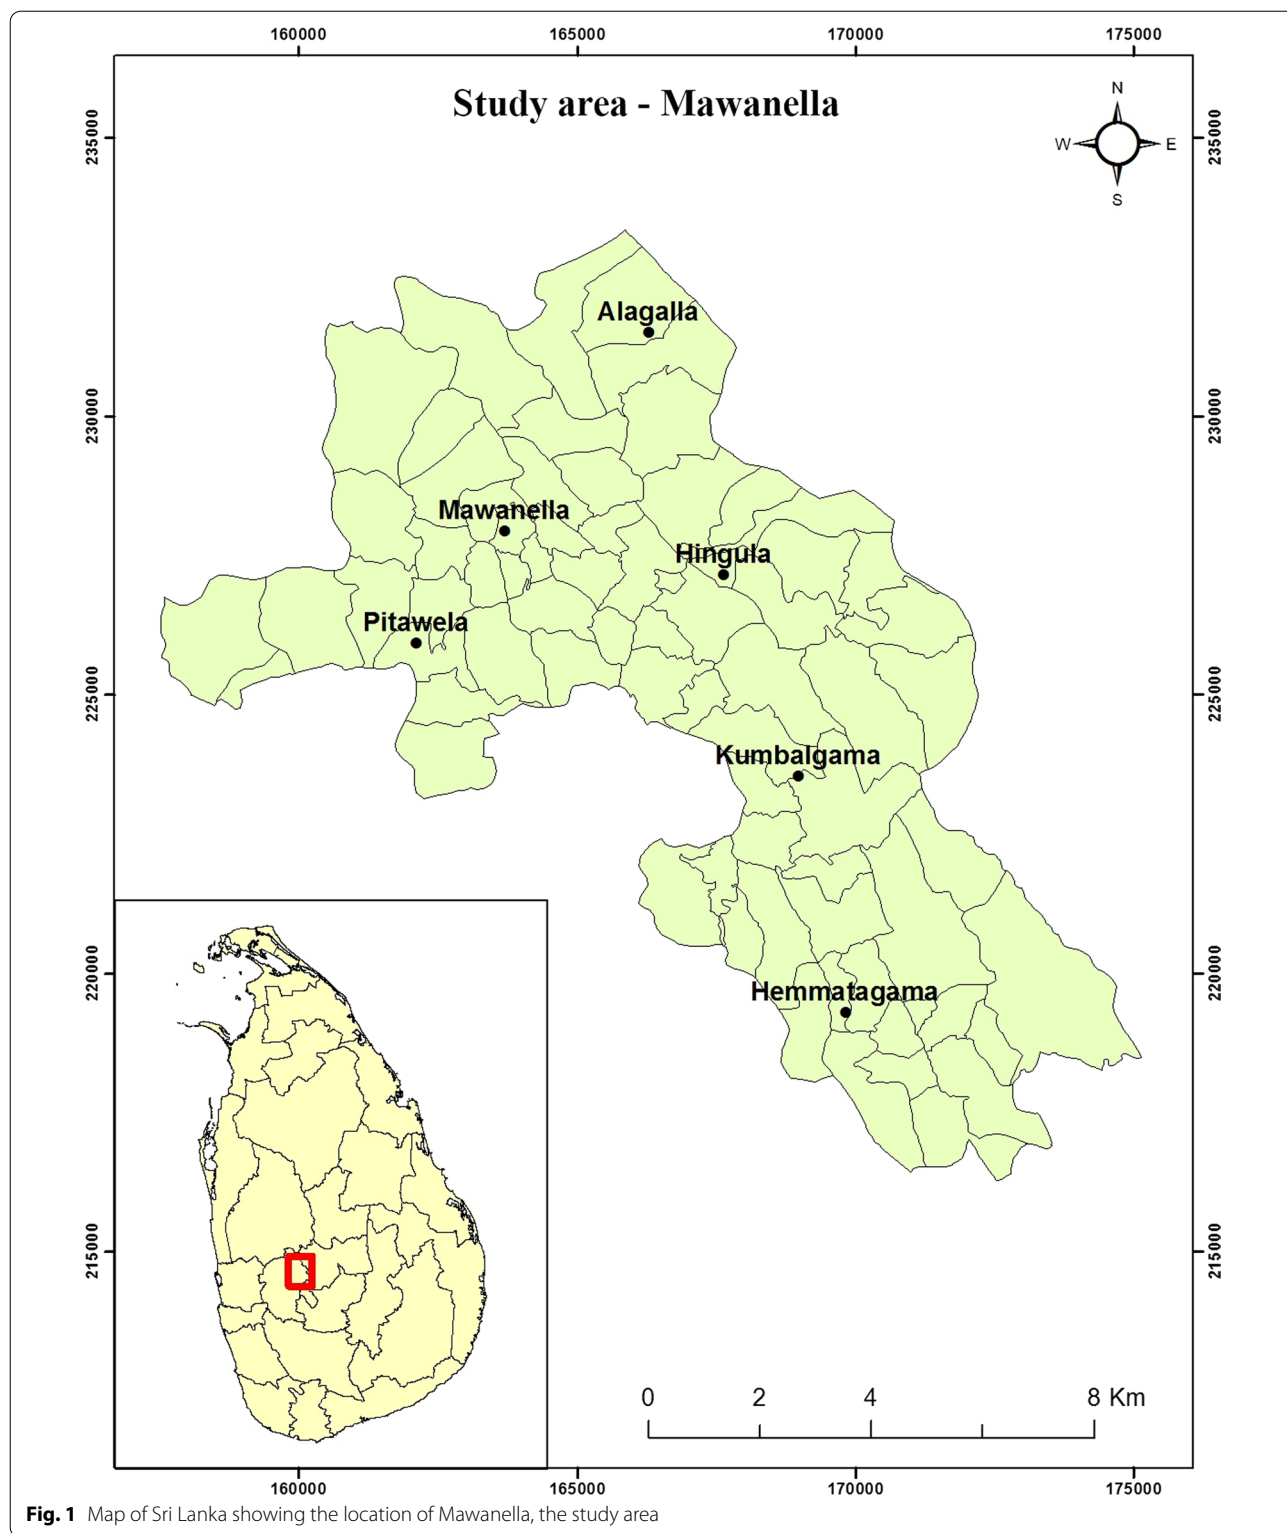 160000 165000 170000 175000
Study area - Mawanella
N
W E
S
235000 235000
Alagalla
230000 230000
Mawanella
Hingula
Pitawela
225000 225000
Kumbalgama
220000 220000
Hemmatagama
215000 215000
0 2 4 8 Km
160000 165000 170000 175000
Fig. 1 Map of Sri Lanka showing the location of Mawanella, the study area